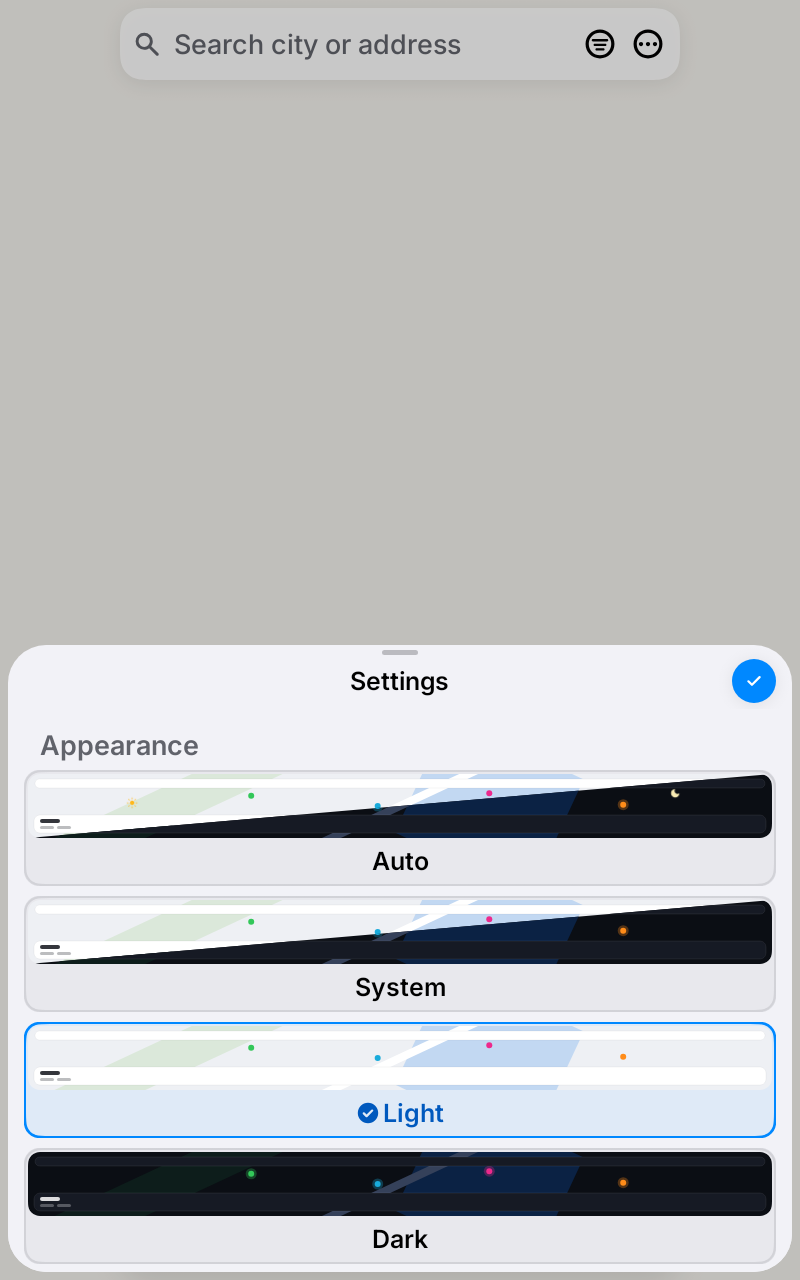 Search city or address
Settings
Appearance
Auto
System
Light
Dark